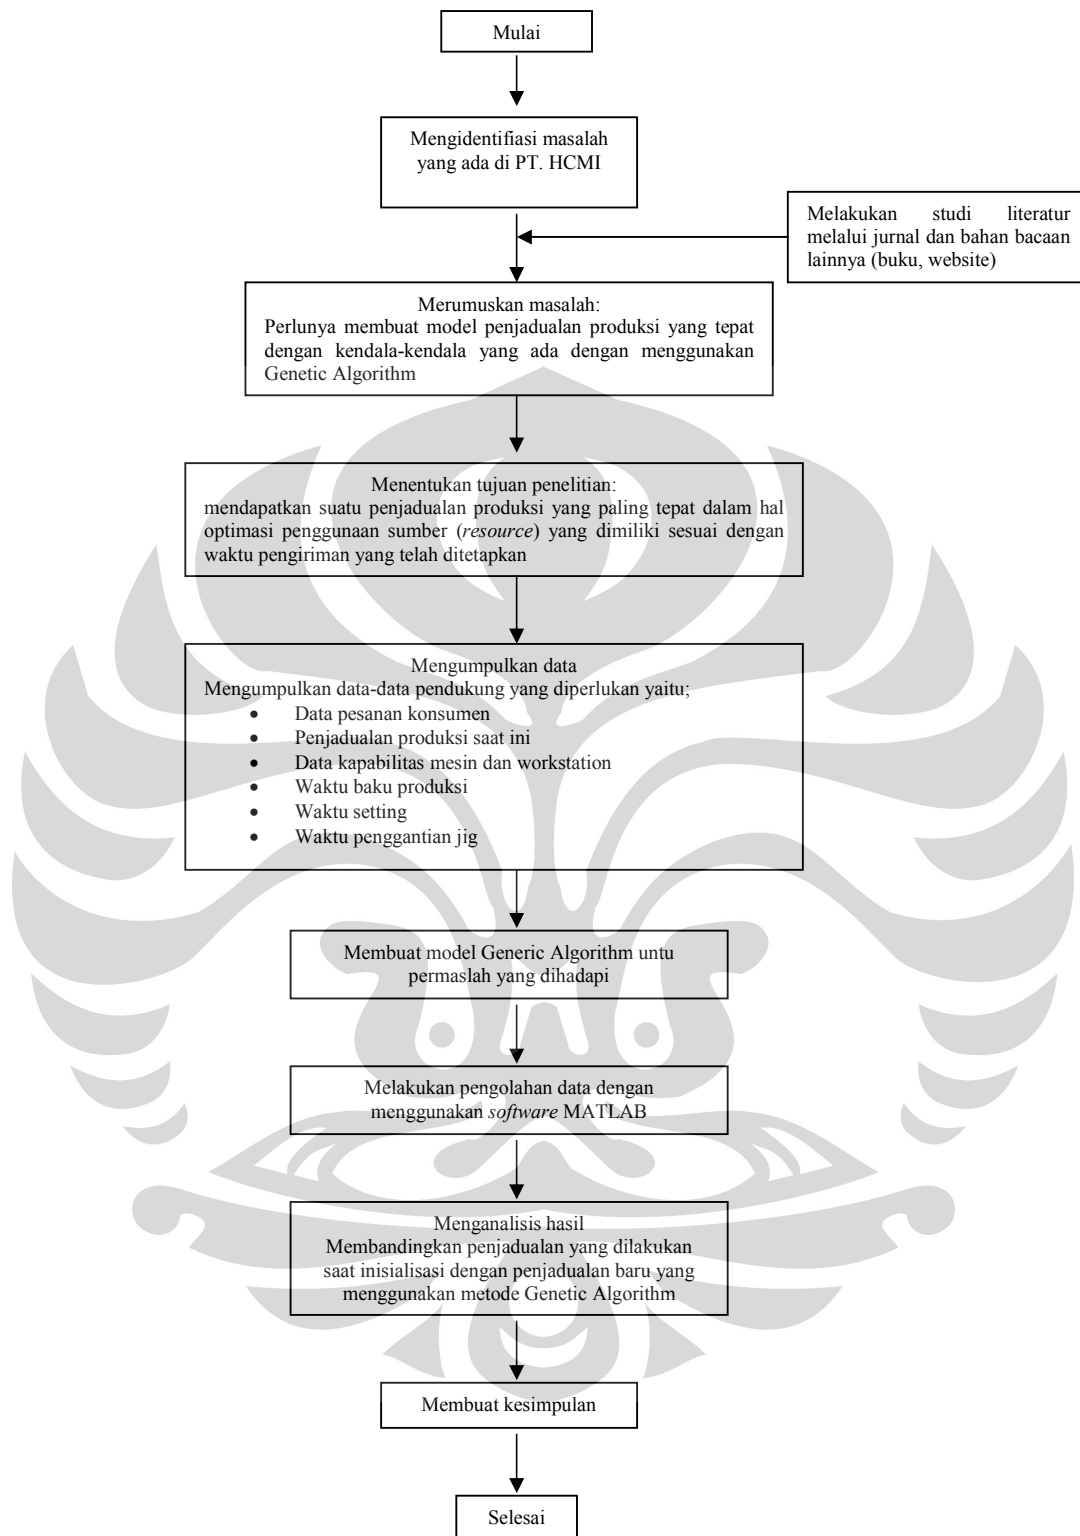 Mulai
Mengidentifiasi masalah
yang ada di PT. HCMI
Melakukan studi literatur
melalui jurnal dan bahan bacaan
lainnya (buku, website)
Merumuskan masalah:
Perlunya membuat model penjadualan produksi yang tepat
dengan kendala-kendala yang ada dengan menggunakan
Genetic Algorithm
Menentukan tujuan penelitian:
mendapatkan suatu penjadualan produksi yang paling tepat dalam hal
optimasi penggunaan sumber (resource) yang dimiliki sesuai dengan
waktu pengiriman yang telah ditetapkan
Mengumpulkan data
Mengumpulkan data-data pendukung yang diperlukan yaitu;
• Data pesanan konsumen
• Penjadualan produksi saat ini
• Data kapabilitas mesin dan workstation
• Waktu baku produksi
• Waktu setting
• Waktu penggantian jig
Membuat model Generic Algorithm untu
permaslah yang dihadapi
Melakukan pengolahan data dengan
menggunakan software MATLAB
Menganalisis hasil
Membandingkan penjadualan yang dilakukan
saat inisialisasi dengan penjadualan baru yang
menggunakan metode Genetic Algorithm
Membuat kesimpulan
Selesai